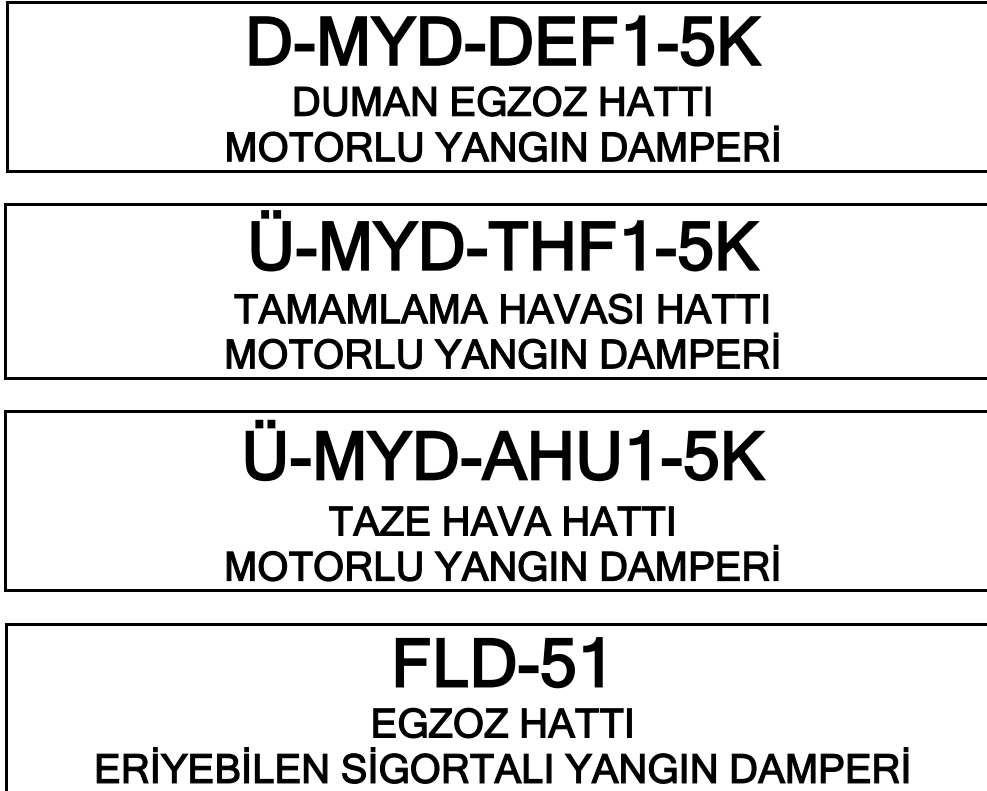 D-MYD-DEF1-5K
DUMAN EGZOZ HATTI
MOTORLU YANGIN DAMPERİ
Ü-MYD-THF1-5K
TAMAMLAMA HAVASI HATTI
MOTORLU YANGIN DAMPERİ
Ü-MYD-AHU1-5K
TAZE HAVA HATTI
MOTORLU YANGIN DAMPERİ
FLD-51
EGZOZ HATTI
ERİYEBİLEN SİGORTALI YANGIN DAMPERİ